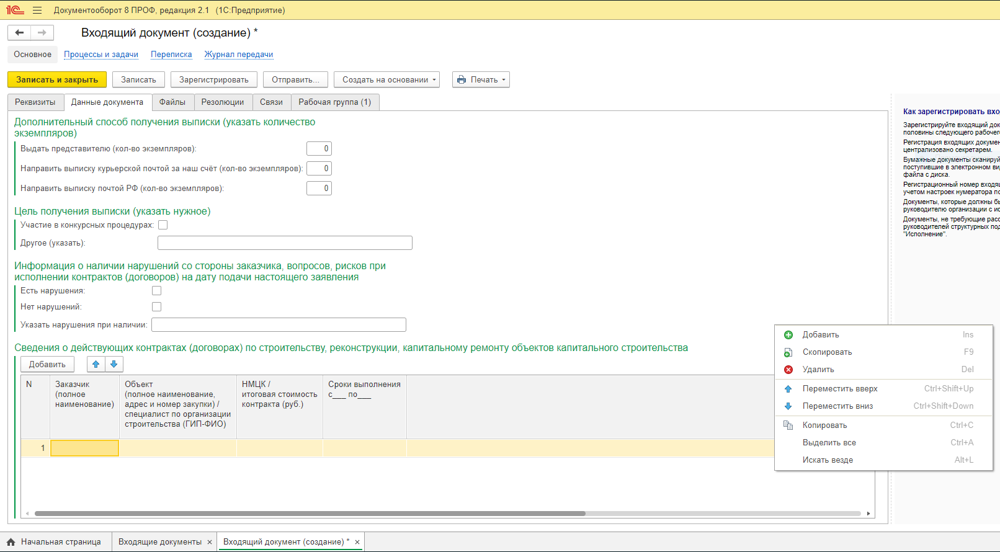 1С Документооборот 8 ПРОФ, редакция 2.1 (1С:Предприятие)
Входящий документ (создание) *
Основное Процессы и задачи Переписка Журнал передачи
Записать и закрыть Записать Зарегистрировать Отправить... Создать на основании Печать
Реквизиты Данные документа Файлы Резолюции Связи Рабочая группа (1)
Дополнительный способ получения выписки (указать количество
экземпляров)
Выдать представителю (кол-во экземпляров): 0
Направить выписку курьерской почтой за наш счёт (кол-во экземпляров): 0
Направить выписку почтой РФ (кол-во экземпляров): 0
Цель получения выписки (указать нужное)
Участие в конкурсных процедурах:
Другое (указать):
Информация о наличии нарушений со стороны заказчика, вопросов, рисков при
исполнении контрактов (договоров) на дату подачи настоящего заявления
Есть нарушения:
Нет нарушений:
Указать нарушения при наличии:
Сведения о действующих контрактах (договорах) по строительству, реконструкции, капитальному ремонту объектов капитального строительства
Добавить
N
Заказчик
(полное
наименование)
Объект
(полное наименование,
адрес и номер закупки) /
специалист по организации
строительства (ГИП-ФИО)
НМЦК /
итоговая стоимость
контракта (руб.)
Сроки выполнения
с___ по___
1
Добавить Ins
Скопировать F9
Удалить Del
Переместить вверх Ctrl+Shift+Up
Переместить вниз Ctrl+Shift+Down
Копировать Ctrl+C
Выделить все Ctrl+A
Искать везде Alt+L
Как зарегистрировать вхо
Зарегистрируйте входящий док
половины следующего рабочег
Регистрация входящих докумен
централизовано секретарем.
Бумажные документы сканируй
поступившие в электронном ви
файла с диска.
Регистрационный номер входящ
учетом настроек нумератора по
Документы, которые должны бы
руководителю организации с ис
Документы, не требующие расс
руководителей структурных под
"Исполнение".
Начальная страница Входящие документы × Входящий документ (создание) * ×